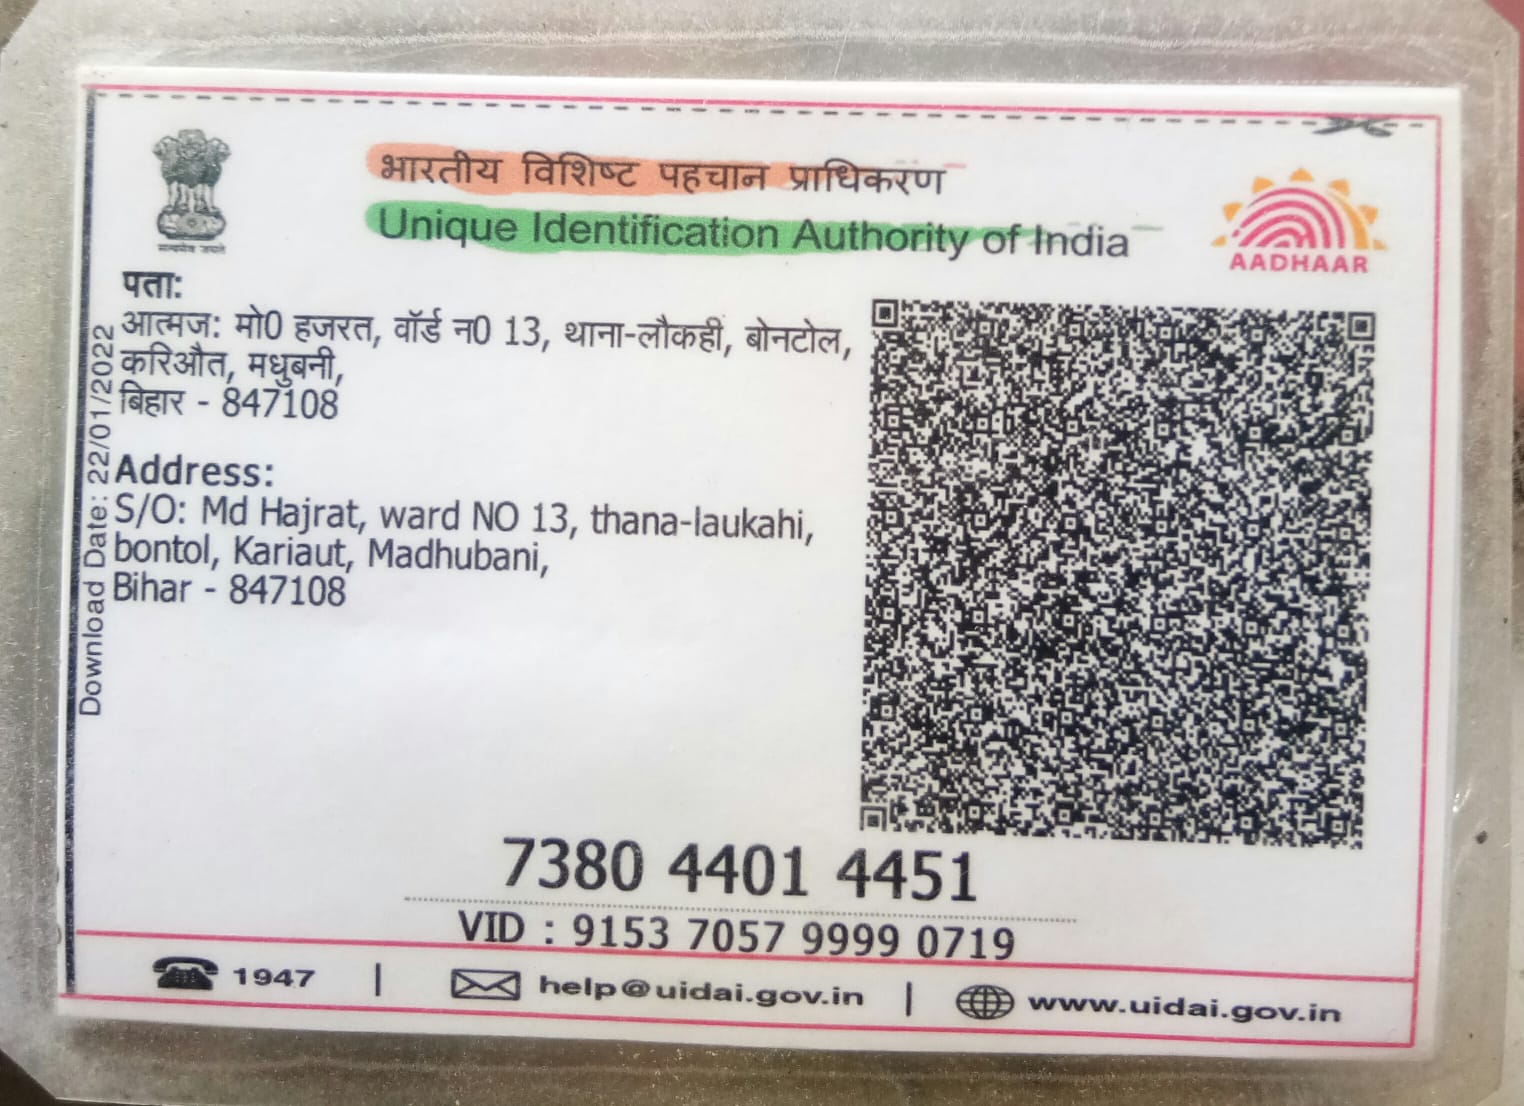 भारतीय विशिष्ट पहचान प्राधिकरण
Unique Identification Authority of India
सत्यमेव जयते
AADHAAR
पता:
आत्मज: मो0 हजरत, वॉर्ड न0 13, थाना-लौकही, बोनटोल,
करिऔत, मधुबनी,
बिहार - 847108
Address:
S/O: Md Hajrat, ward NO 13, thana-laukahi,
bontol, Kariaut, Madhubani,
Bihar - 847108
Download Date: 22/01/2022
7380 4401 4451
VID : 9153 7057 9999 0719
1947 | help@uidai.gov.in | www.uidai.gov.in